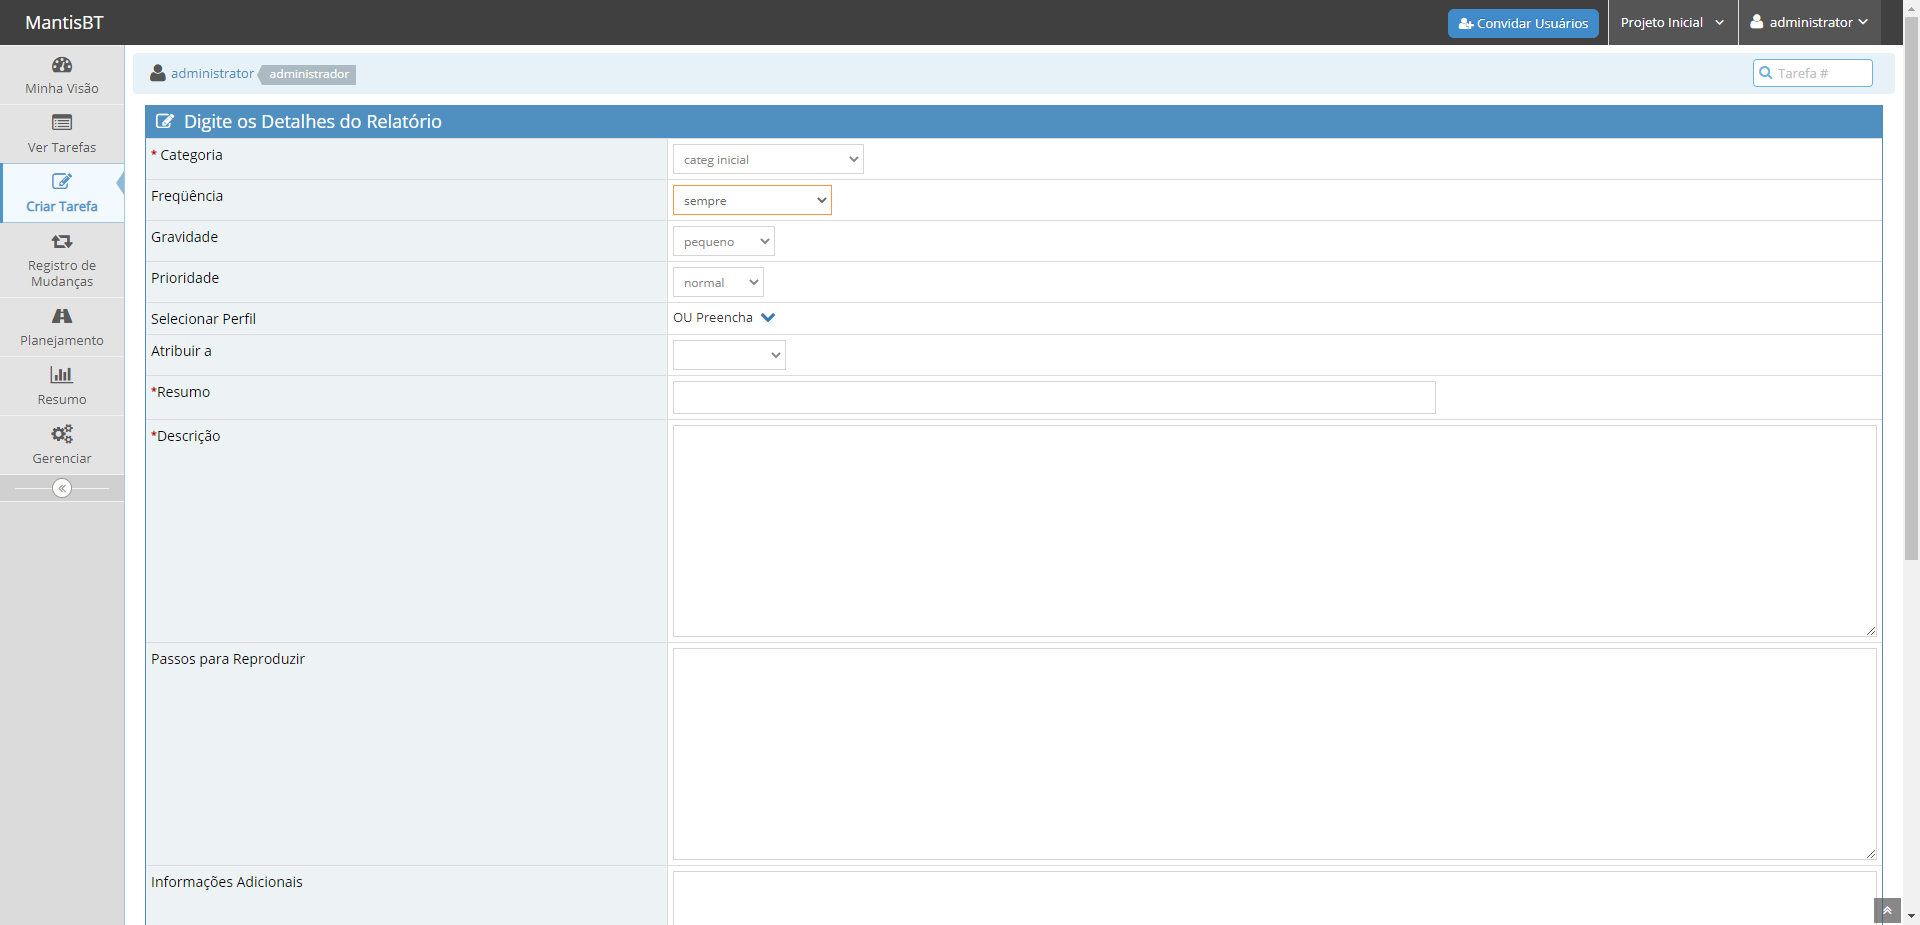 MantisBT
Convidar Usuários
Projeto Inicial
administrator
Minha Visão
Ver Tarefas
Criar Tarefa
Registro de
Mudanças
Planejamento
Resumo
Gerenciar
administrator administrador
Tarefa #
Digite os Detalhes do Relatório
* Categoria
categ inicial
Freqüência
sempre
Gravidade
pequeno
Prioridade
normal
Selecionar Perfil
OU Preencha
Atribuir a
*Resumo
*Descrição
Passos para Reproduzir
Informações Adicionais